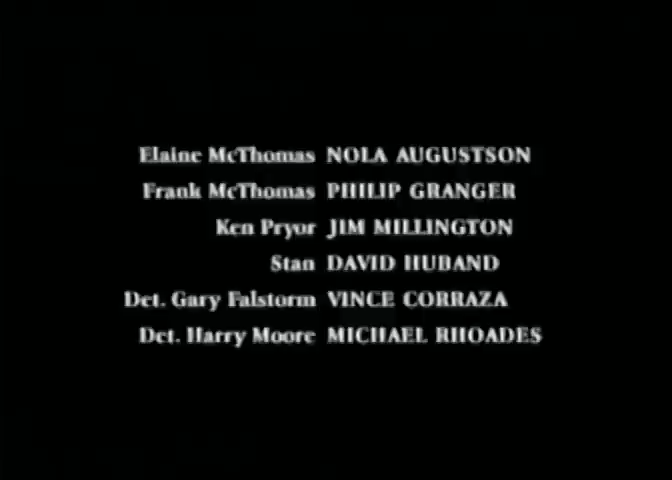 Elaine McThomas NOLA AUGUSTSON
Frank McThomas PHILIP GRANGER
Ken Pryor JIM MILLINGTON
Stan DAVID HUBAND
Det. Gary Falstorm VINCE CORRAZA
Det. Harry Moore MICHAEL RHOADES